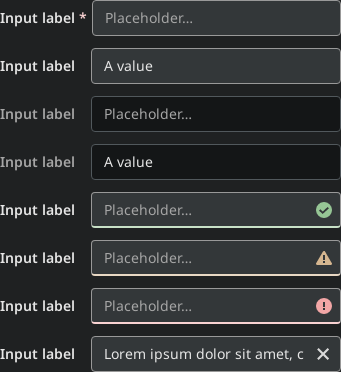 Input label * Placeholder...
Input label A value
Input label Placeholder...
Input label A value
Input label Placeholder...
Input label Placeholder...
Input label Placeholder...
Input label Lorem ipsum dolor sit amet, c